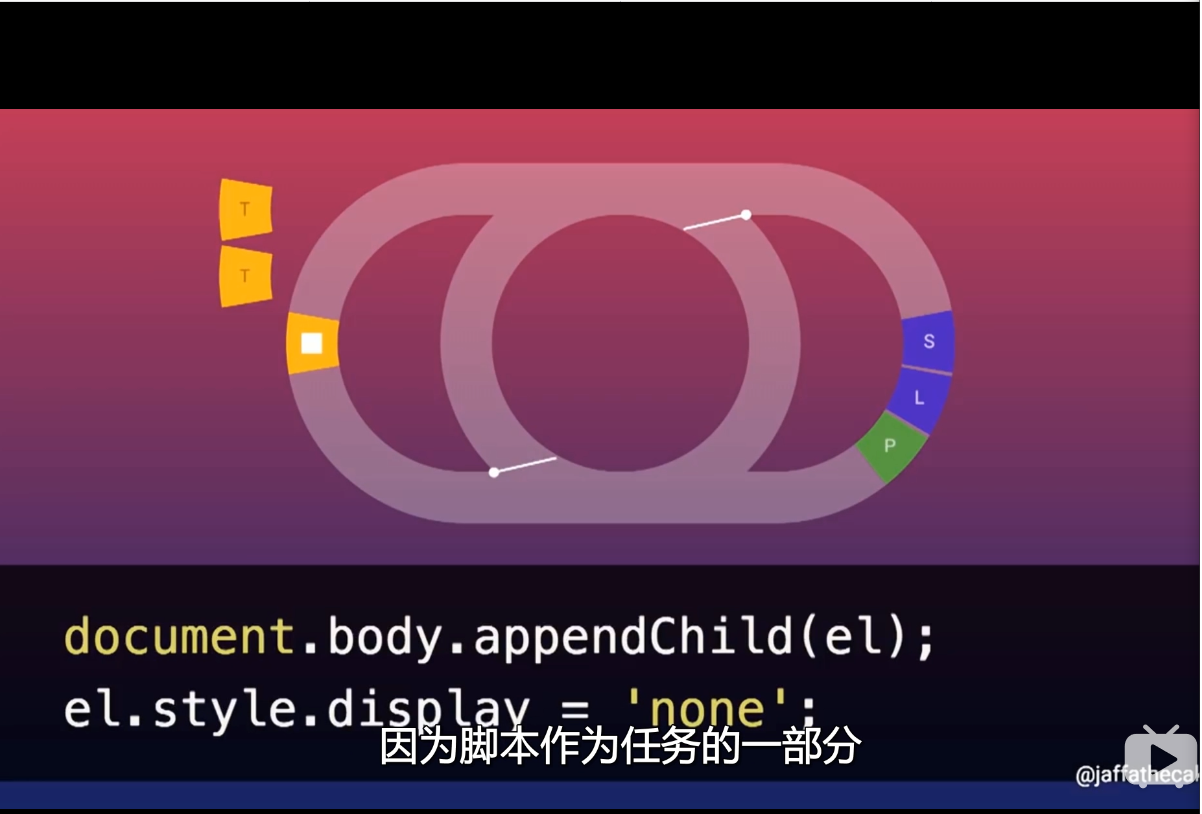 T
T
S
L
P
document.body.appendChild(el);
el.style.display = 'none';
因为脚本作为任务的一部分